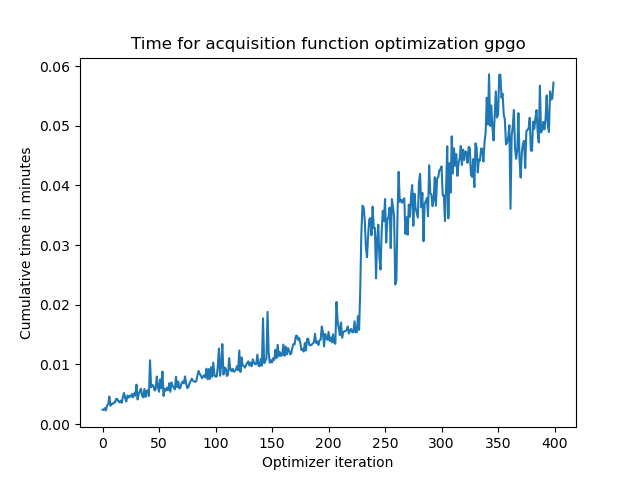 Time for acquisition function optimization gpgo
0.06
0.05
0.04
0.03
0.02
0.01
0.00
Cumulative time in minutes
0 50 100 150 200 250 300 350 400
Optimizer iteration